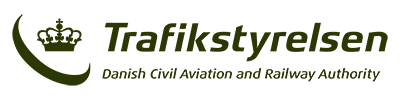 Trafikstyrelsen
Danish Civil Aviation and Railway Authority